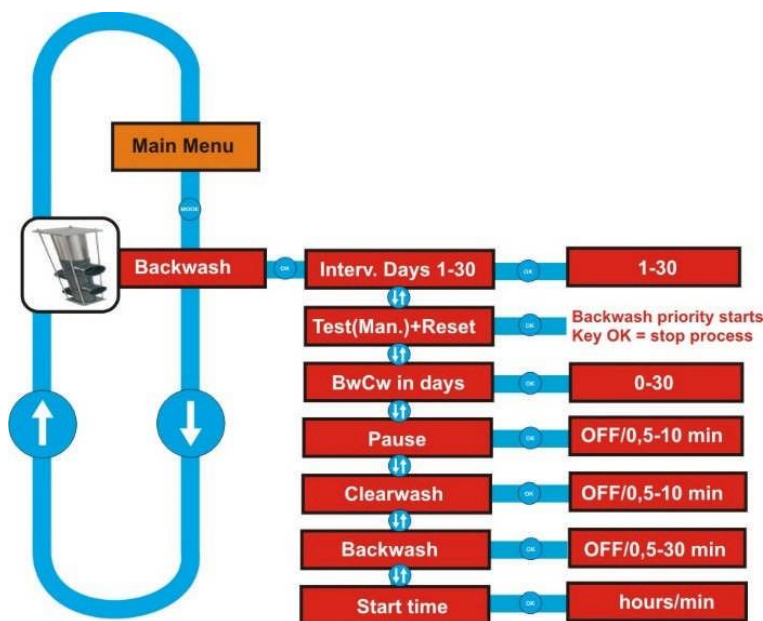 Main Menu
MODE
Backwash
OK
Interv. Days 1-30
OK
1-30
Test(Man.)+Reset
OK
Backwash priority starts
Key OK = stop process
BwCw in days
OK
0-30
Pause
OK
OFF/0,5-10 min
Clearwash
OK
OFF/0,5-10 min
Backwash
OK
OFF/0,5-30 min
Start time
OK
hours/min